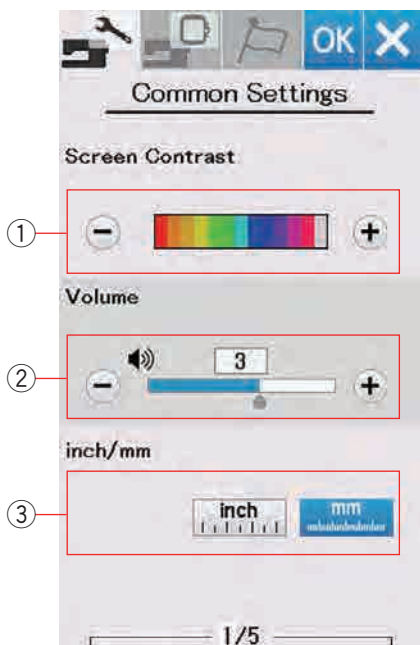 OK
Common Settings
Screen Contrast
①
− +
Volume
3
②
− +
inch/mm
③
inch mm
1/5